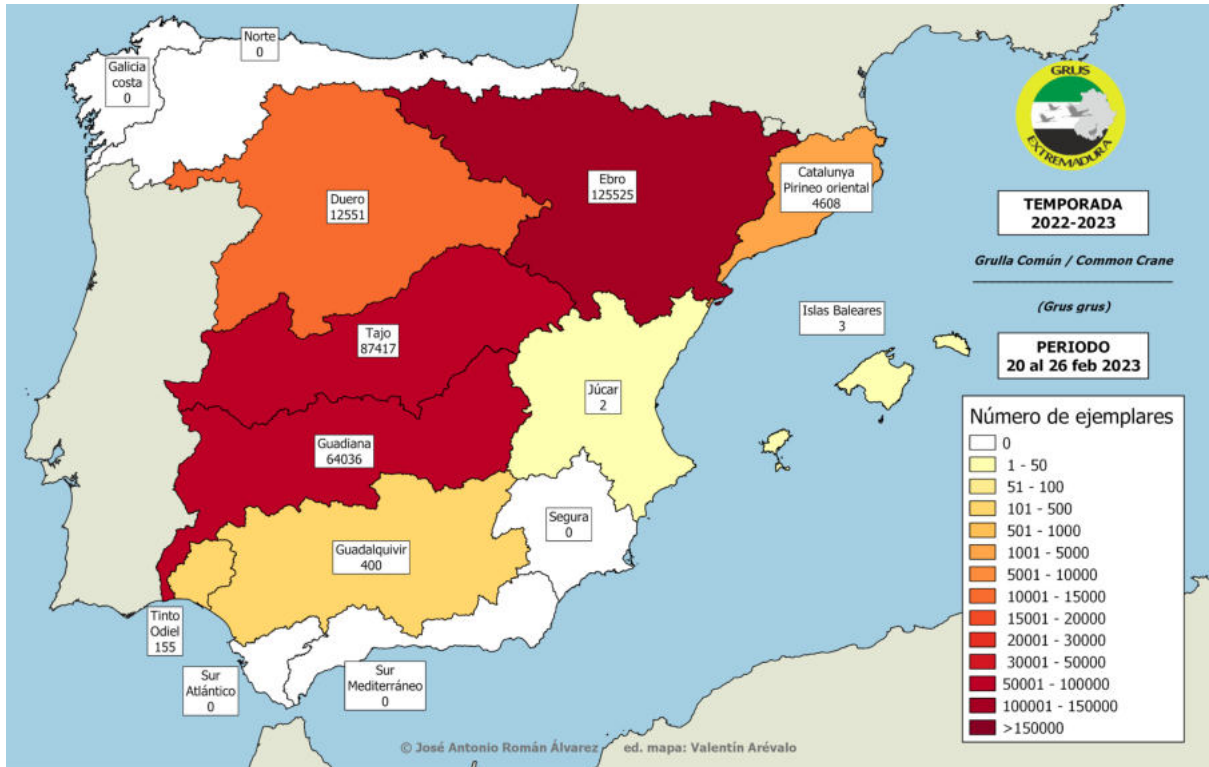 Norte
0
Galicia
costa
0
GRUS
EXTREMADURA
Ebro
125525
Catalunya
Pirineo oriental
4608
Duero
12551
TEMPORADA
2022-2023
Grulla Común / Common Crane
(Grus grus)
Islas Baleares
3
PERIODO
20 al 26 feb 2023
Tajo
87417
Júcar
2
Guadiana
64036
Segura
0
Guadalquivir
400
Tinto
Odiel
155
Sur
Atlántico
0
Sur
Mediterráneo
0
Número de ejemplares
0
1 - 50
51 - 100
101 - 500
501 - 1000
1001 - 5000
5001 - 10000
10001 - 15000
15001 - 20000
20001 - 30000
30001 - 50000
50001 - 100000
100001 - 150000
>150000
© José Antonio Román Álvarez ed. mapa: Valentín Arévalo